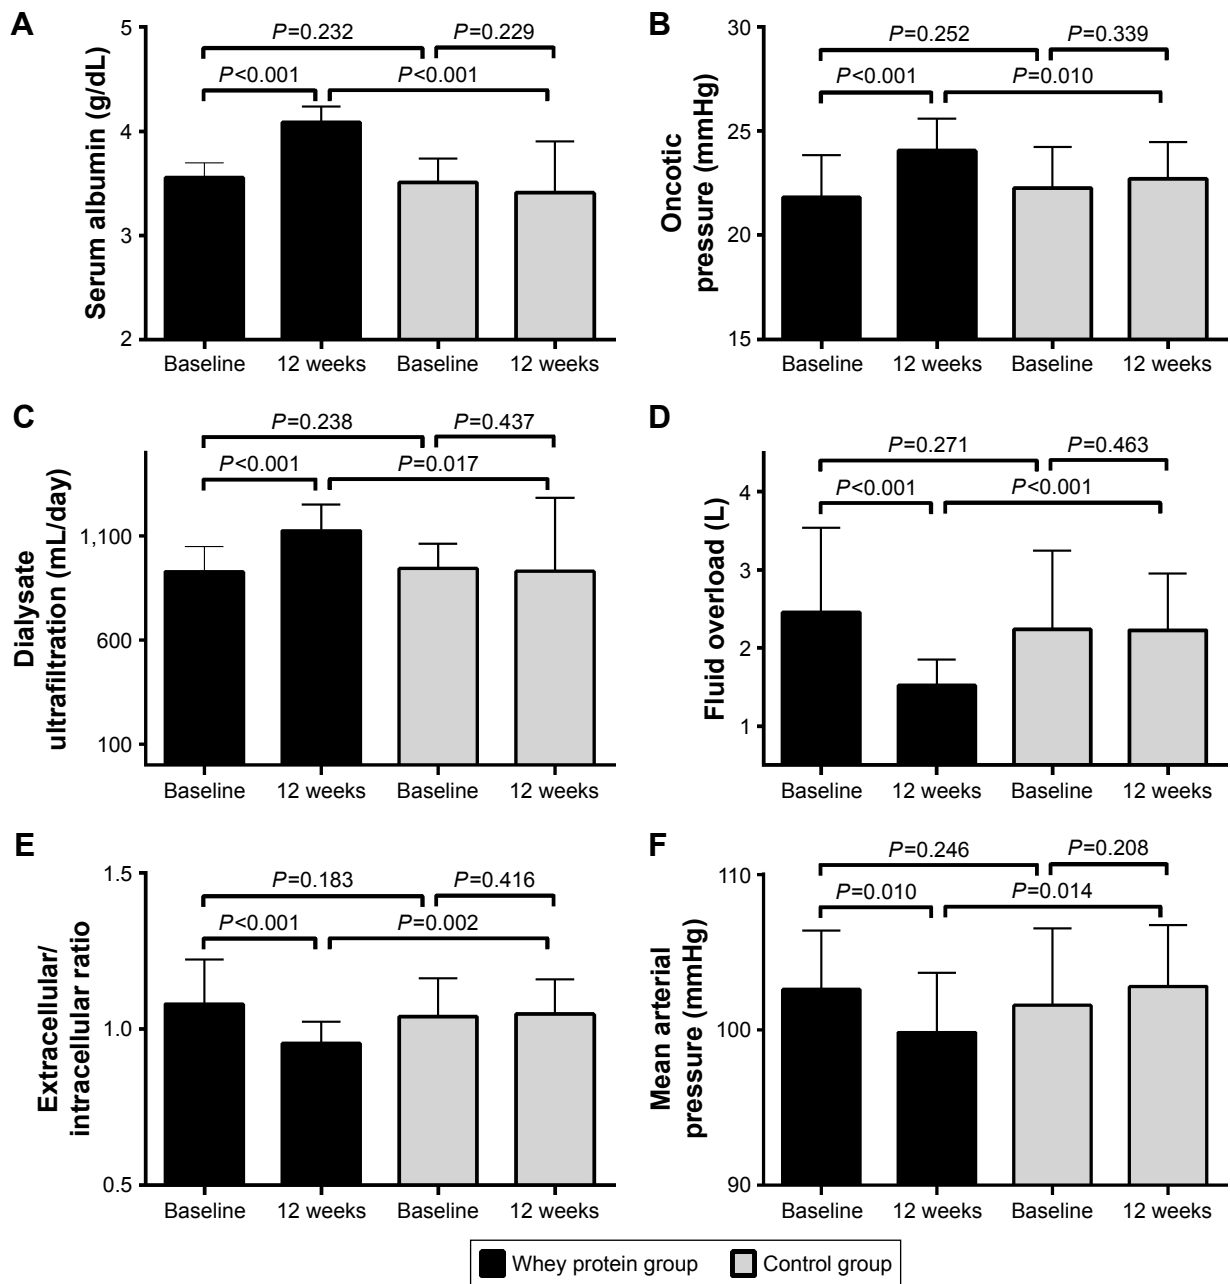 A
Serum albumin (g/dL)
5
4
3
2
P=0.232
P=0.229
P<0.001
P<0.001
Baseline
12 weeks
Baseline
12 weeks
B
Oncotic
pressure (mmHg)
30
25
20
15
P=0.252
P=0.339
P<0.001
P=0.010
Baseline
12 weeks
Baseline
12 weeks
C
Dialysate
ultrafiltration (mL/day)
1,100
600
100
P=0.238
P=0.437
P<0.001
P=0.017
Baseline
12 weeks
Baseline
12 weeks
D
Fluid overload (L)
4
3
2
1
P=0.271
P=0.463
P<0.001
P<0.001
Baseline
12 weeks
Baseline
12 weeks
E
Extracellular/
intracellular ratio
1.5
1.0
0.5
P=0.183
P=0.416
P<0.001
P=0.002
Baseline
12 weeks
Baseline
12 weeks
F
Mean arterial
pressure (mmHg)
110
100
90
P=0.246
P=0.208
P=0.010
P=0.014
Baseline
12 weeks
Baseline
12 weeks
Whey protein group
Control group